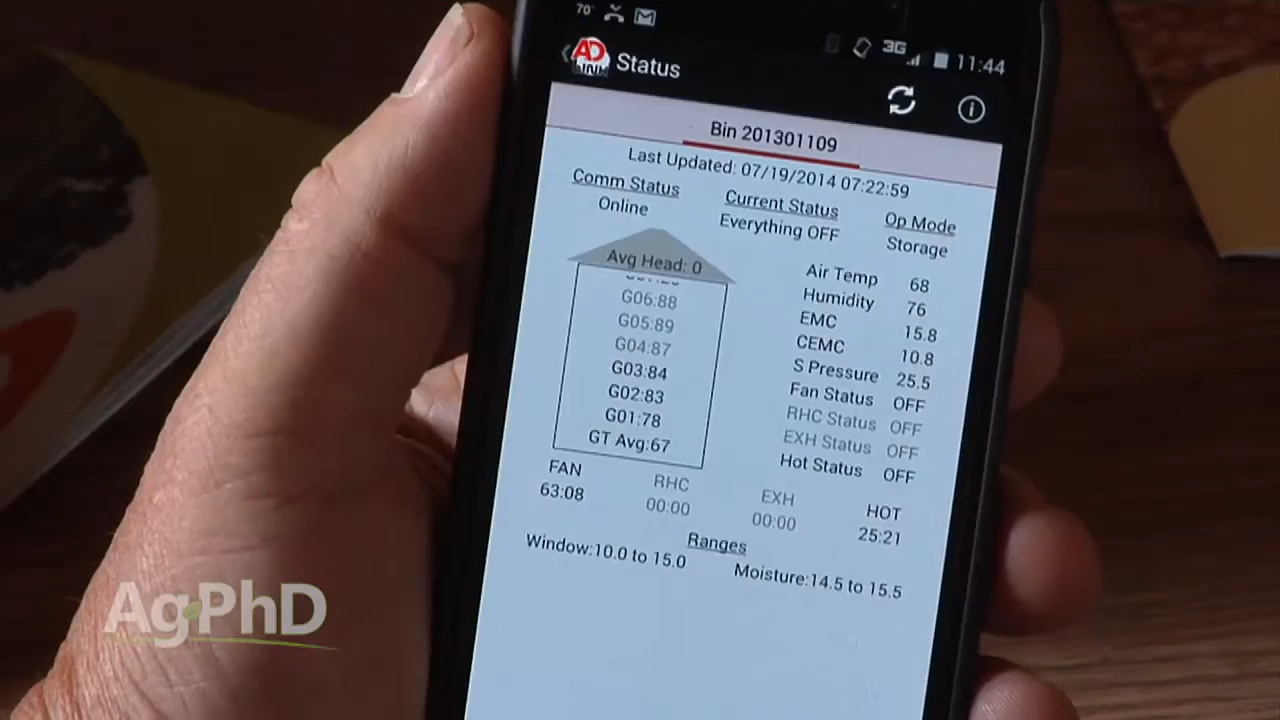 70°
3G 11:44
AD LINK Status
Bin 201301109
Last Updated: 07/19/2014 07:22:59
Comm Status Current Status Op Mode
Online Everything OFF Storage
Avg Head: 0
G06:88
G05:89
G04:87
G03:84
G02:83
G01:78
GT Avg:67
Air Temp 68
Humidity 76
EMC 15.8
CEMC 10.8
S Pressure 25.5
Fan Status OFF
RHC Status OFF
EXH Status OFF
Hot Status OFF
FAN RHC EXH HOT
63:08 00:00 00:00 25:21
Ranges
Window:10.0 to 15.0 Moisture:14.5 to 15.5
AgPhD